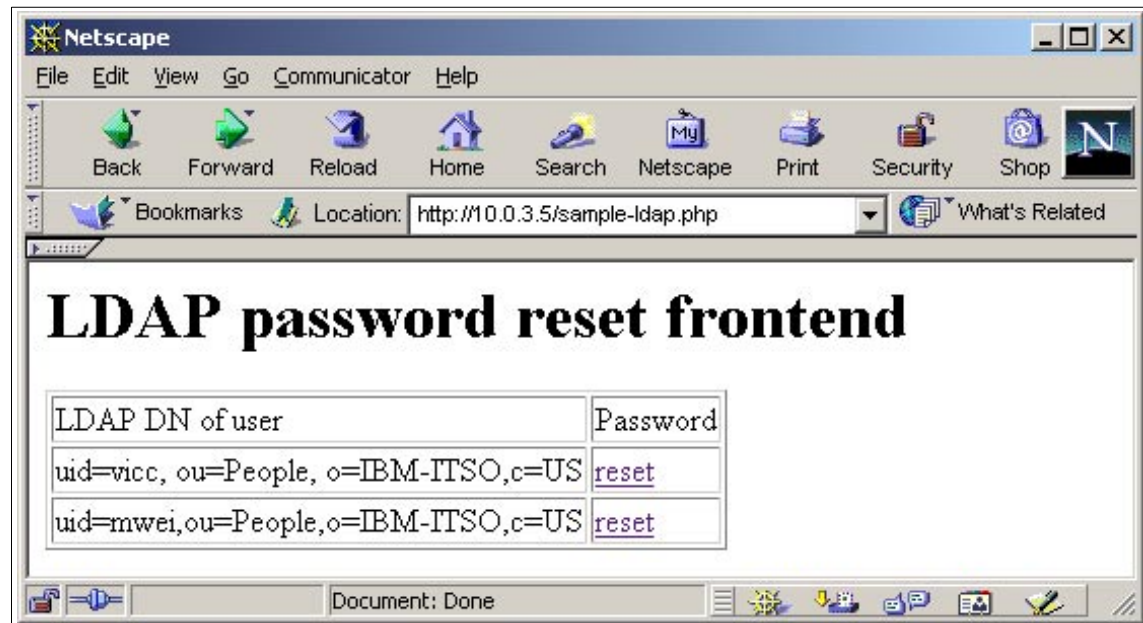 Netscape
File Edit View Go Communicator Help
My
N
Back Forward Reload Home Search Netscape Print Security Shop
Bookmarks Location: http://10.0.3.5/sample-ldap.php What's Related
LDAP password reset frontend
LDAP DN of user Password
uid=vicc, ou=People, o=IBM-ITSO,c=US reset
uid=mwei,ou=People,o=IBM-ITSO,c=US reset
Document: Done